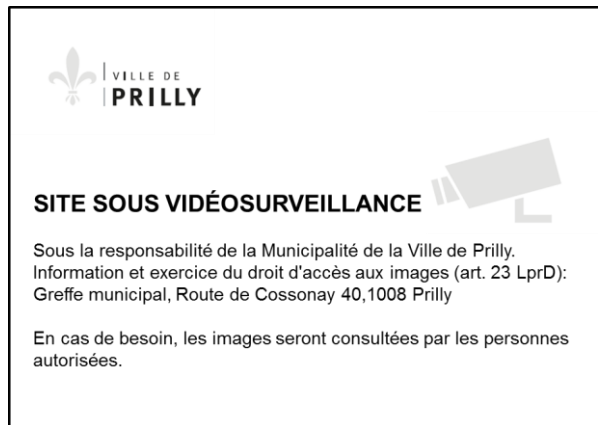 VILLE DE
PRILLY
SITE SOUS VIDÉOSURVEILLANCE
Sous la responsabilité de la Municipalité de la Ville de Prilly.
Information et exercice du droit d'accès aux images (art. 23 LprD):
Greffe municipal, Route de Cossonay 40,1008 Prilly
En cas de besoin, les images seront consultées par les personnes
autorisées.